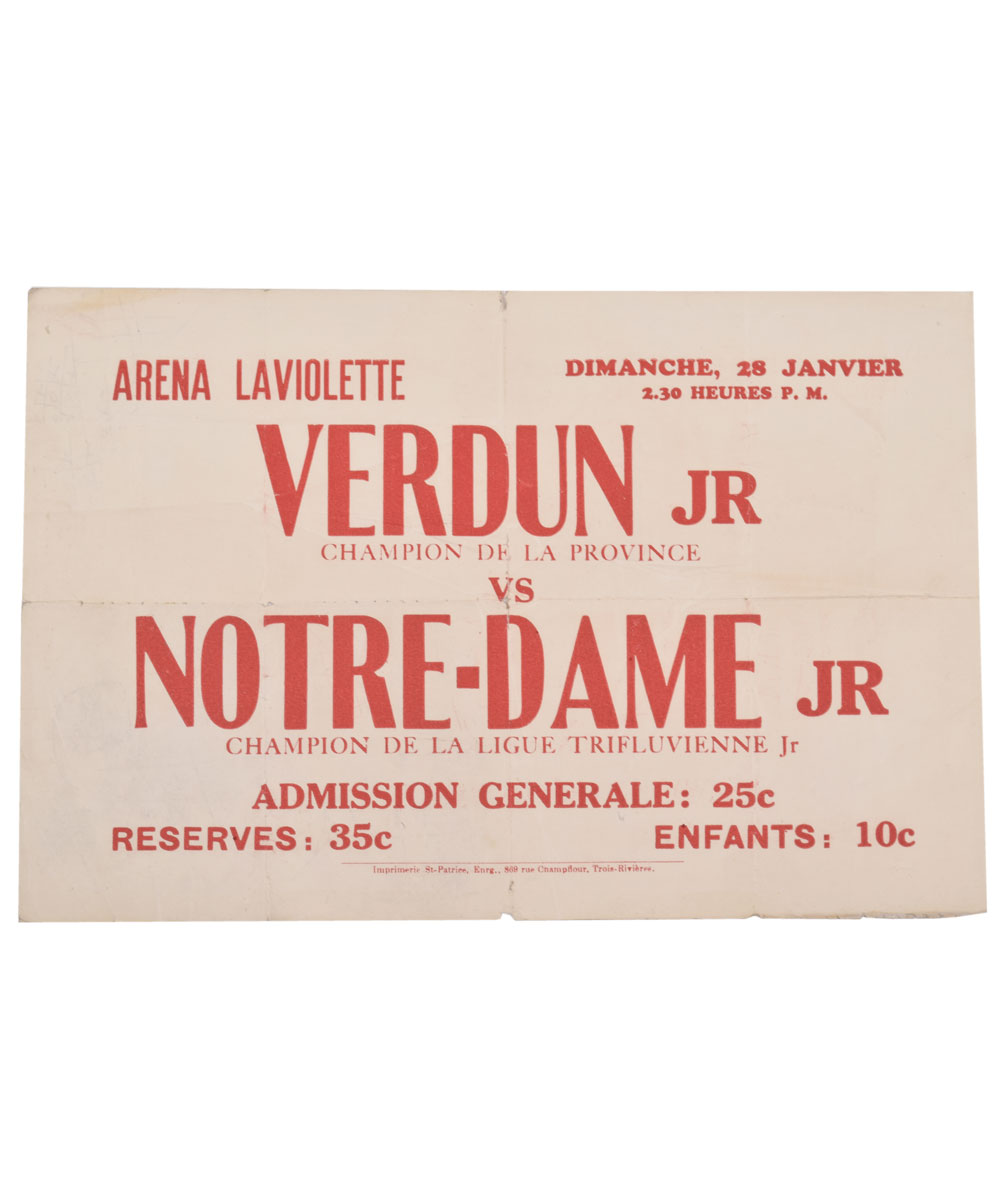 ARENA LAVIOLETTE
DIMANCHE, 28 JANVIER
2.30 HEURES P. M.
VERDUN JR
CHAMPION DE LA PROVINCE
VS
NOTRE-DAME JR
CHAMPION DE LA LIGUE TRIFLUVIENNE Jr
ADMISSION GENERALE: 25c
RESERVES: 35c
ENFANTS: 10c
Imprimerie St-Patrice, Enrg., 869 rue Champflour, Trois-Rivières.